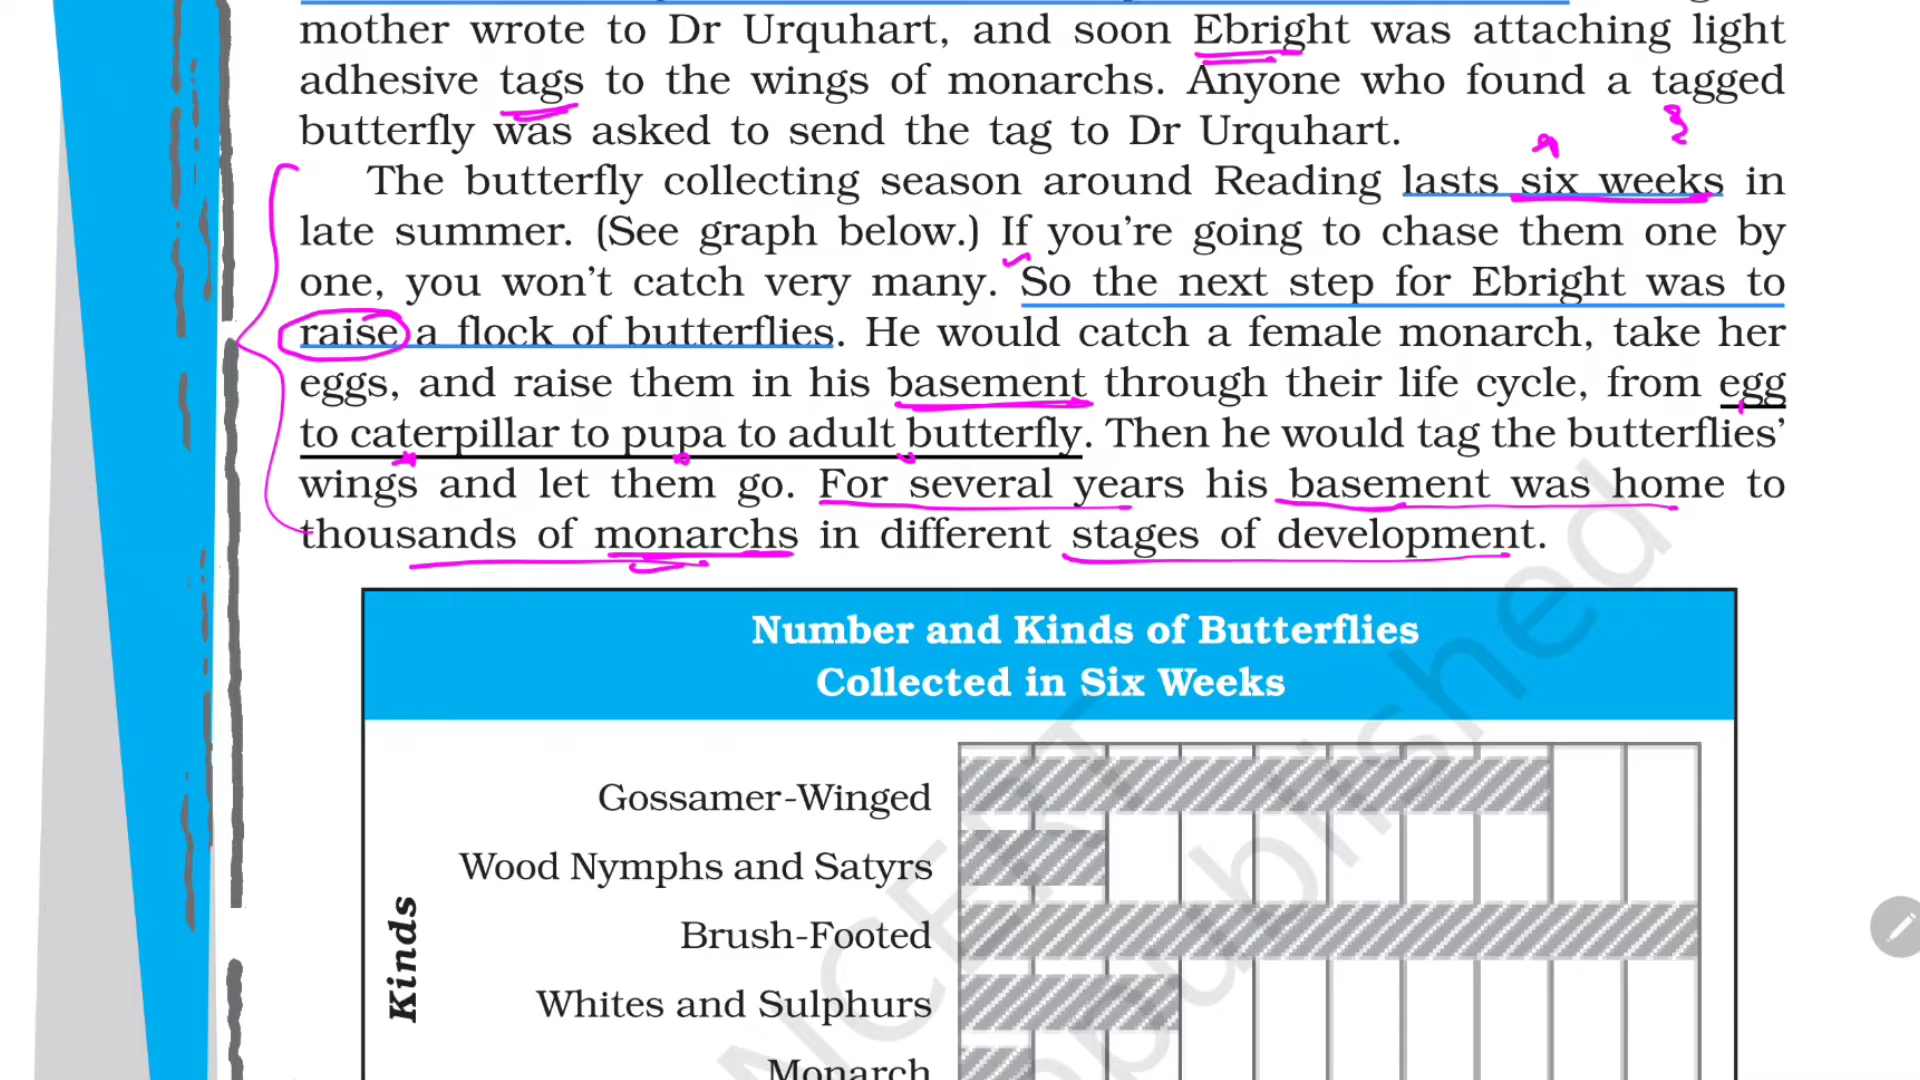 mother wrote to Dr Urquhart, and soon Ebright was attaching light
adhesive tags to the wings of monarchs. Anyone who found a tagged
butterfly was asked to send the tag to Dr Urquhart.
The butterfly collecting season around Reading lasts six weeks in
late summer. (See graph below.) If you’re going to chase them one by
one, you won’t catch very many. So the next step for Ebright was to
raise a flock of butterflies. He would catch a female monarch, take her
eggs, and raise them in his basement through their life cycle, from egg
to caterpillar to pupa to adult butterfly. Then he would tag the butterflies’
wings and let them go. For several years his basement was home to
thousands of monarchs in different stages of development.
Number and Kinds of Butterflies
Collected in Six Weeks
Gossamer-Winged
Wood Nymphs and Satyrs
Brush-Footed
Whites and Sulphurs
Monarch
Kinds
NCERT
published